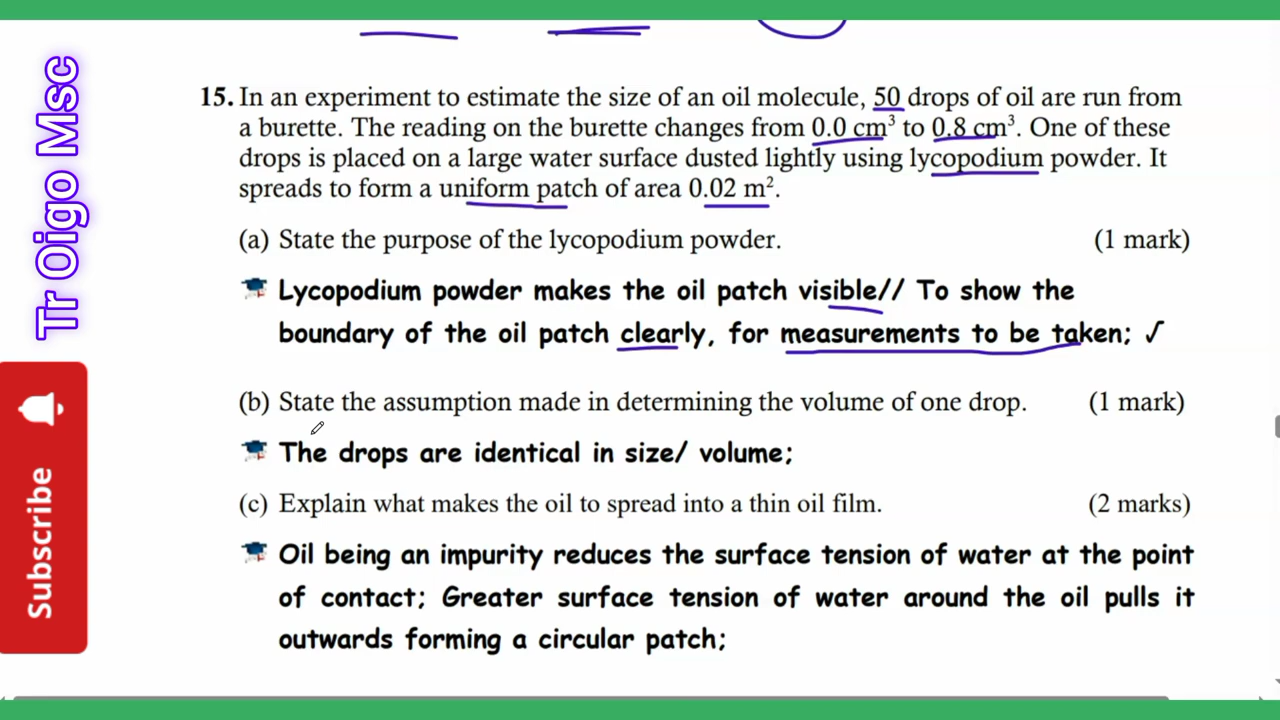 Tr Oigo Msc
Subscribe
15. In an experiment to estimate the size of an oil molecule, 50 drops of oil are run from
a burette. The reading on the burette changes from 0.0 cm³ to 0.8 cm³. One of these
drops is placed on a large water surface dusted lightly using lycopodium powder. It
spreads to form a uniform patch of area 0.02 m².
(a) State the purpose of the lycopodium powder. (1 mark)
Lycopodium powder makes the oil patch visible// To show the
boundary of the oil patch clearly, for measurements to be taken; √
(b) State the assumption made in determining the volume of one drop. (1 mark)
The drops are identical in size/ volume;
(c) Explain what makes the oil to spread into a thin oil film. (2 marks)
Oil being an impurity reduces the surface tension of water at the point
of contact; Greater surface tension of water around the oil pulls it
outwards forming a circular patch;